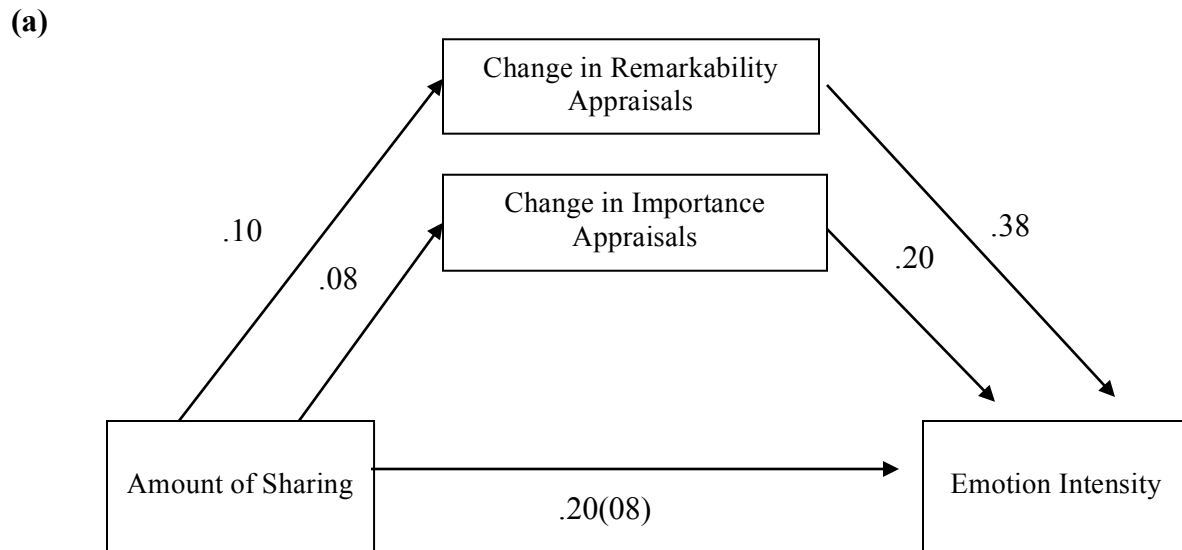 (a)
Change in Remarkability
Appraisals
Change in Importance
Appraisals
.10
.08
.38
.20
Amount of Sharing
.20(08)
Emotion Intensity